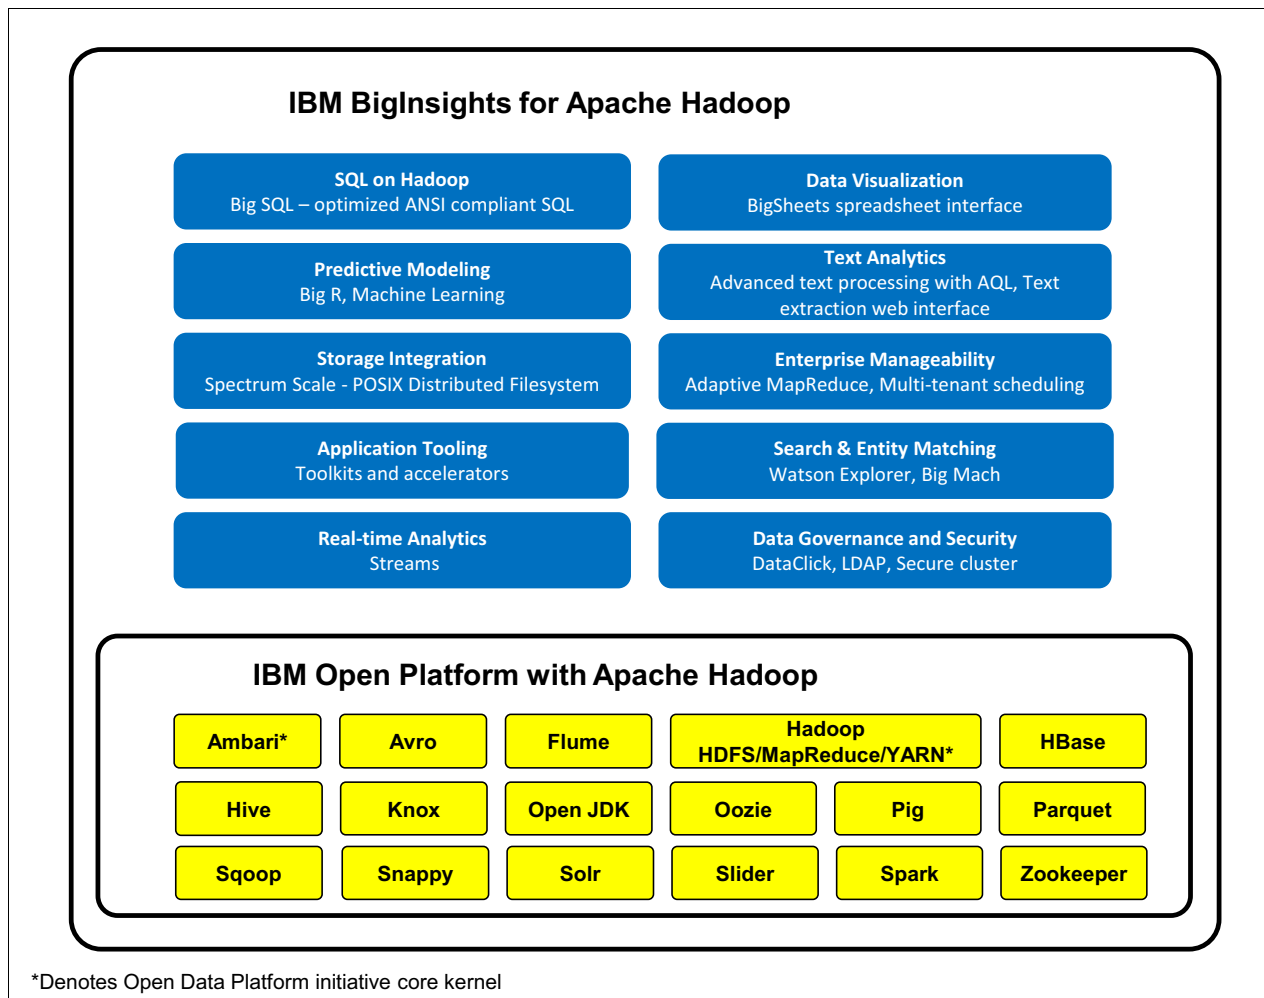 IBM BigInsights for Apache Hadoop
SQL on Hadoop
Big SQL – optimized ANSI compliant SQL
Data Visualization
BigSheets spreadsheet interface
Predictive Modeling
Big R, Machine Learning
Text Analytics
Advanced text processing with AQL, Text
extraction web interface
Storage Integration
Spectrum Scale - POSIX Distributed Filesystem
Enterprise Manageability
Adaptive MapReduce, Multi-tenant scheduling
Application Tooling
Toolkits and accelerators
Search & Entity Matching
Watson Explorer, Big Mach
Real-time Analytics
Streams
Data Governance and Security
DataClick, LDAP, Secure cluster
IBM Open Platform with Apache Hadoop
Ambari*
Avro
Flume
Hadoop
HDFS/MapReduce/YARN*
HBase
Hive
Knox
Open JDK
Oozie
Pig
Parquet
Sqoop
Snappy
Solr
Slider
Spark
Zookeeper
*Denotes Open Data Platform initiative core kernel